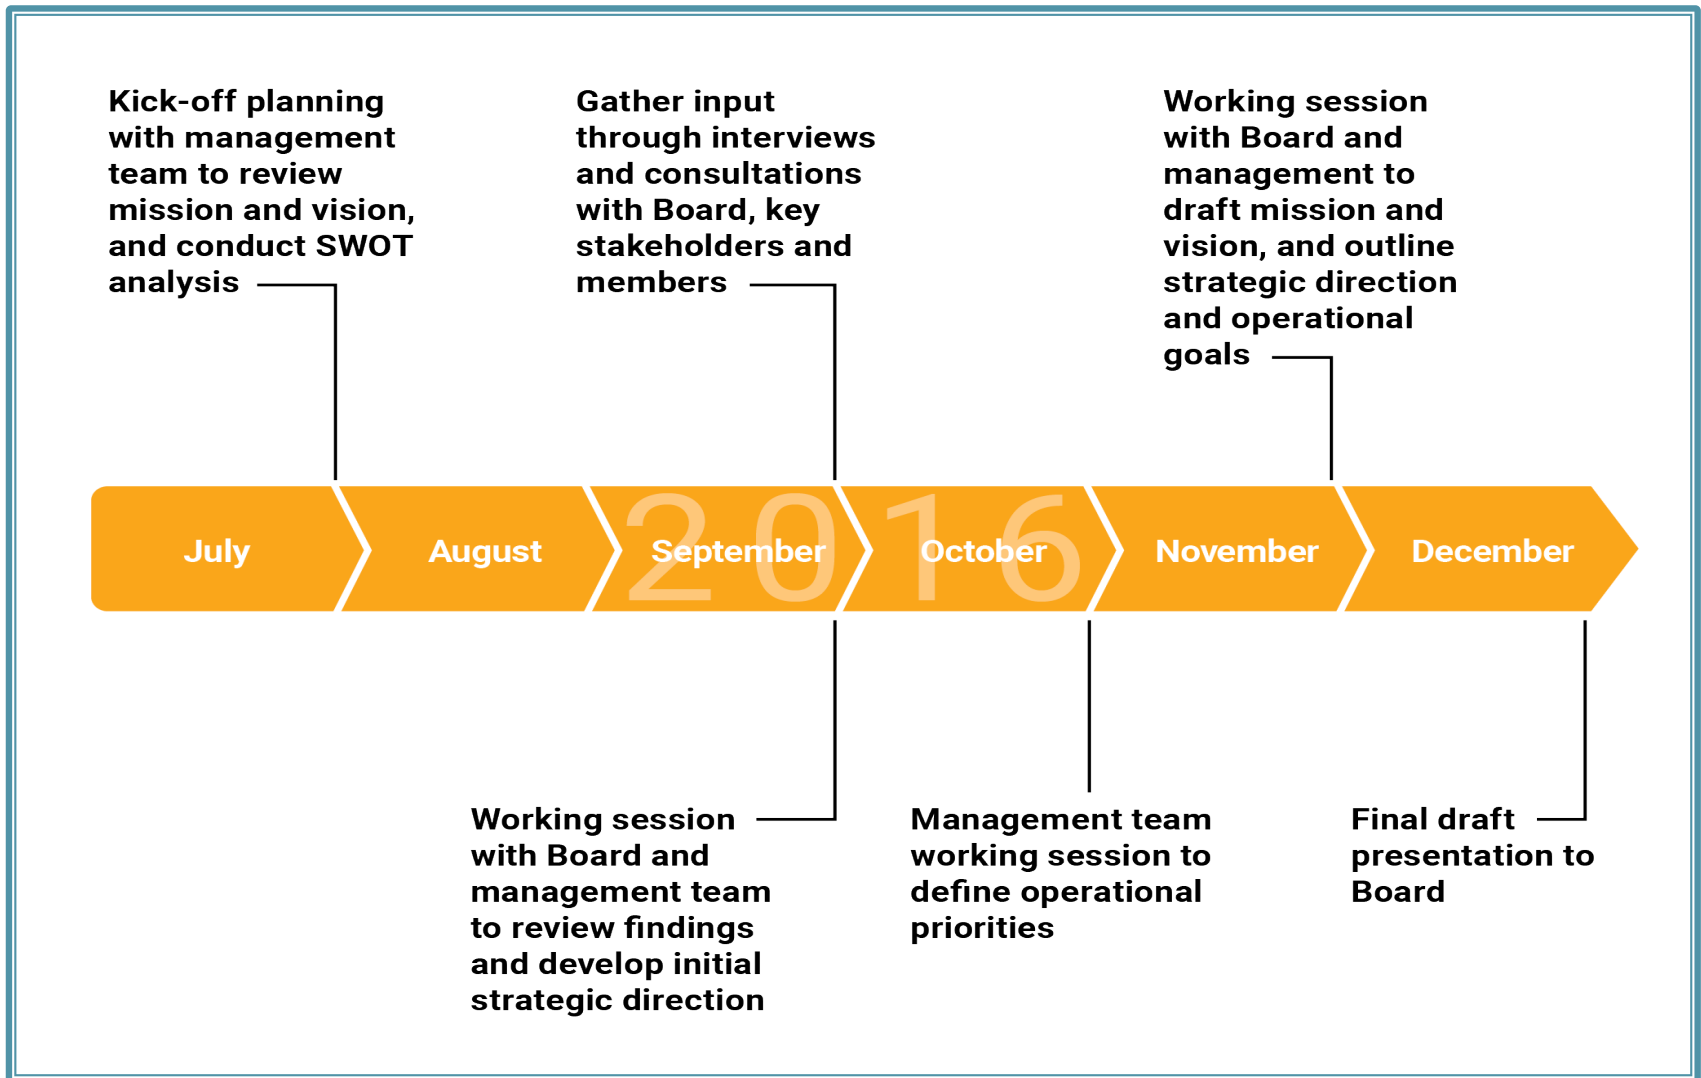 Kick-off planning
with management
team to review
mission and vision,
and conduct SWOT
analysis
Gather input
through interviews
and consultations
with Board, key
stakeholders and
members
Working session
with Board and
management to
draft mission and
vision, and outline
strategic direction
and operational
goals
2016
July
August
September
October
November
December
Working session
with Board and
management team
to review findings
and develop initial
strategic direction
Management team
working session to
define operational
priorities
Final draft
presentation to
Board